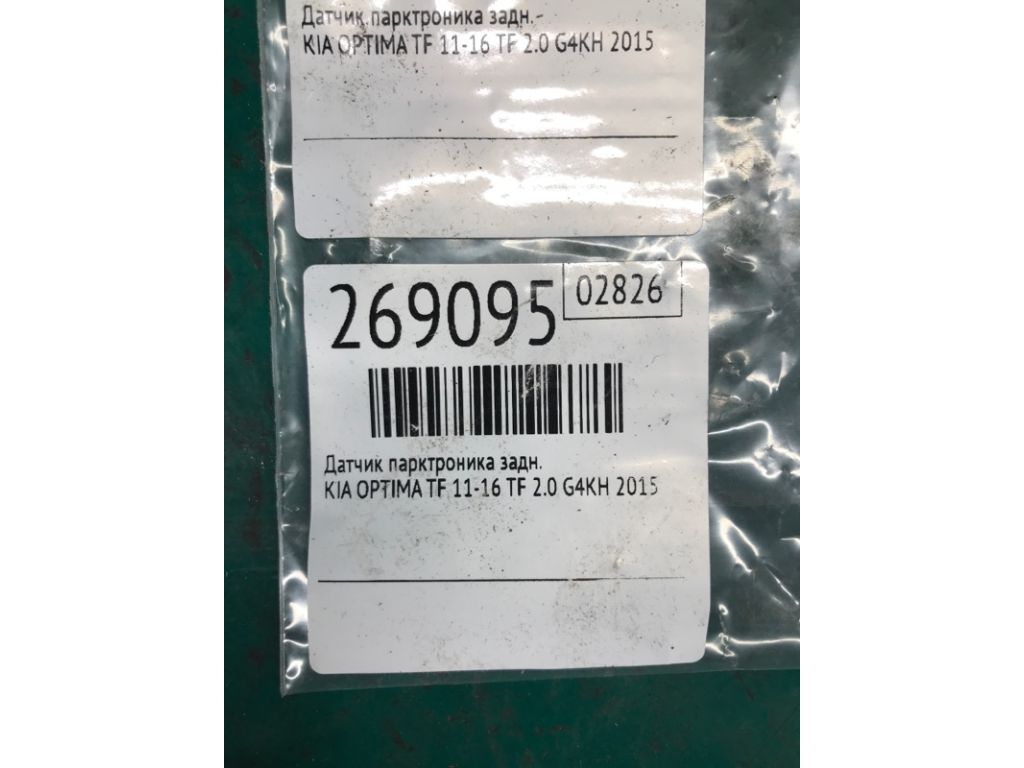 Датчик парктроника задн.-
KIA OPTIMA TF 11-16 TF 2.0 G4KH 2015
269095
02826
Датчик парктроника задн.
KIA OPTIMA TF 11-16 TF 2.0 G4KH 2015